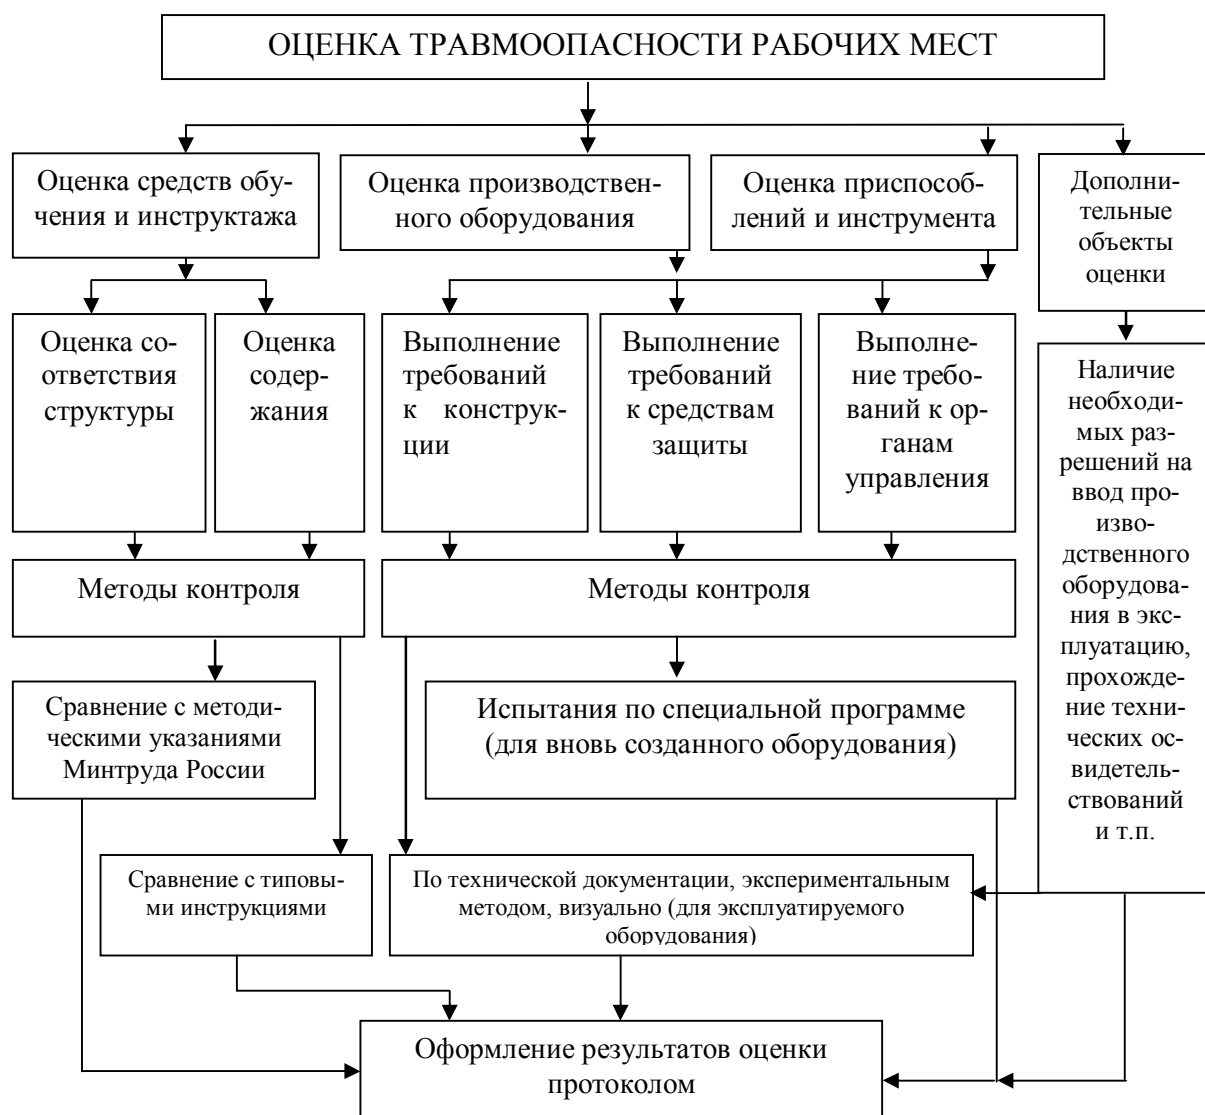 ОЦЕНКА ТРАВМООПАСНОСТИ РАБОЧИХ МЕСТ
Оценка средств обу-
чения и инструктажа
Оценка производствен-
ного оборудования
Оценка приспособ-
лений и инструмента
Дополни-
тельные
объекты
оценки
Оценка со-
ответствия
структуры
Оценка
содер-
жания
Выполнение
требований
к конструк-
ции
Выполнение
требований
к средствам
защиты
Выполне-
ение требо-
ваний к ор-
ганам
управления
Наличие
необходи-
мых раз-
решений на
ввод про-
изво-
дственного
оборудова-
ния в экс-
плуатацию,
прохожде-
ние техни-
ческих ос-
видетель-
ствований
и т.п.
Методы контроля
Методы контроля
Сравнение с методи-
ческими указаниями
Минтруда России
Испытания по специальной программе
(для вновь созданного оборудования)
Сравнение с типовы-
ми инструкциями
По технической документации, экспериментальным
методом, визуально (для эксплуатируемого
оборудования)
Оформление результатов оценки
протоколом